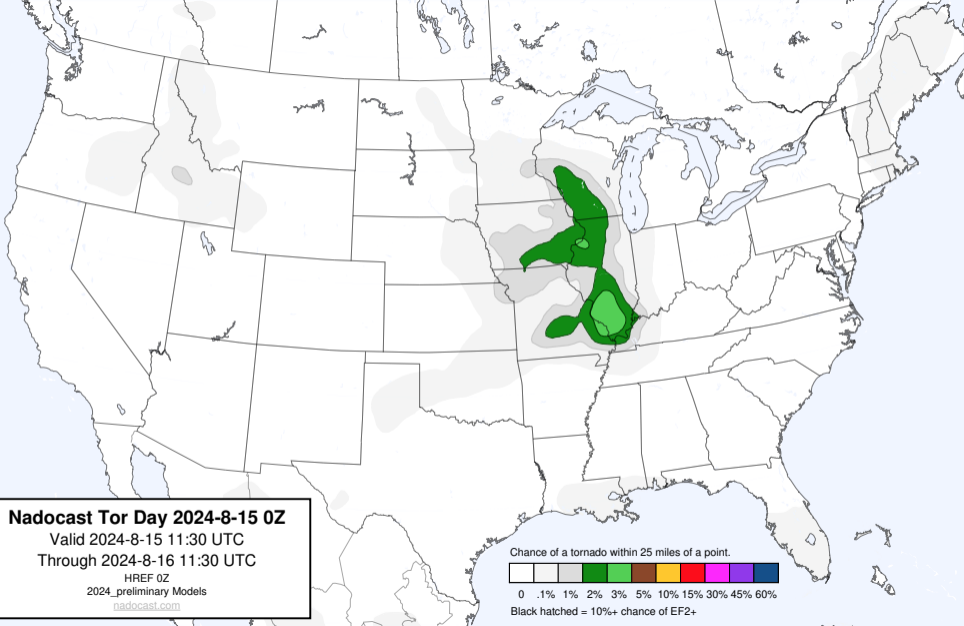 Nadocast Tor Day 2024-8-15 0Z
Valid 2024-8-15 11:30 UTC
Through 2024-8-16 11:30 UTC
HREF 0Z
2024_preliminary Models
nadocast.com
Chance of a tornado within 25 miles of a point.
0 .1% 1% 2% 3% 5% 10% 15% 30% 45% 60%
Black hatched = 10%+ chance of EF2+